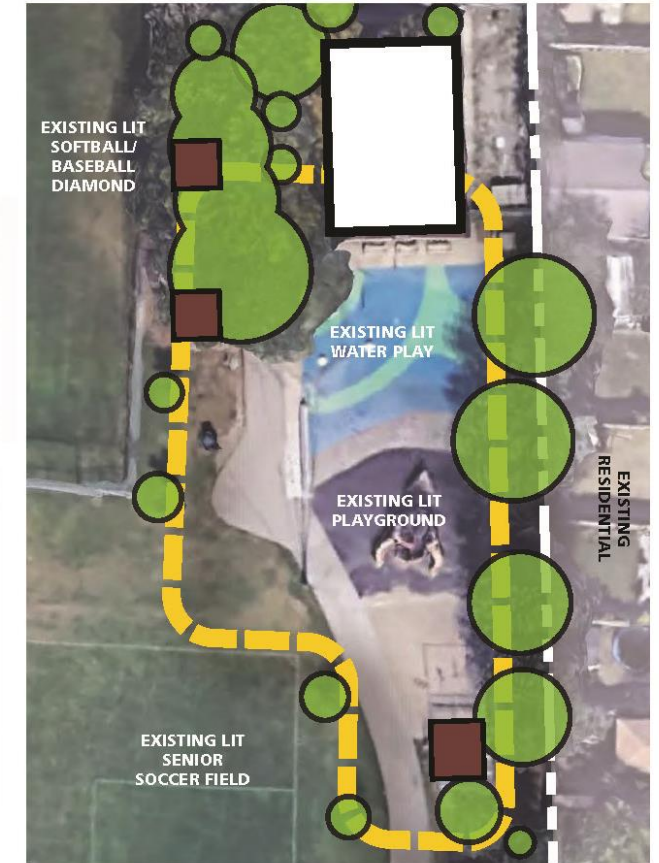 EXISTING LIT
SOFTBALL/
BASEBALL
DIAMOND
EXISTING LIT
WATER PLAY
EXISTING LIT
PLAYGROUND
EXISTING
RESIDENTIAL
EXISTING LIT
SENIOR
SOCCER FIELD